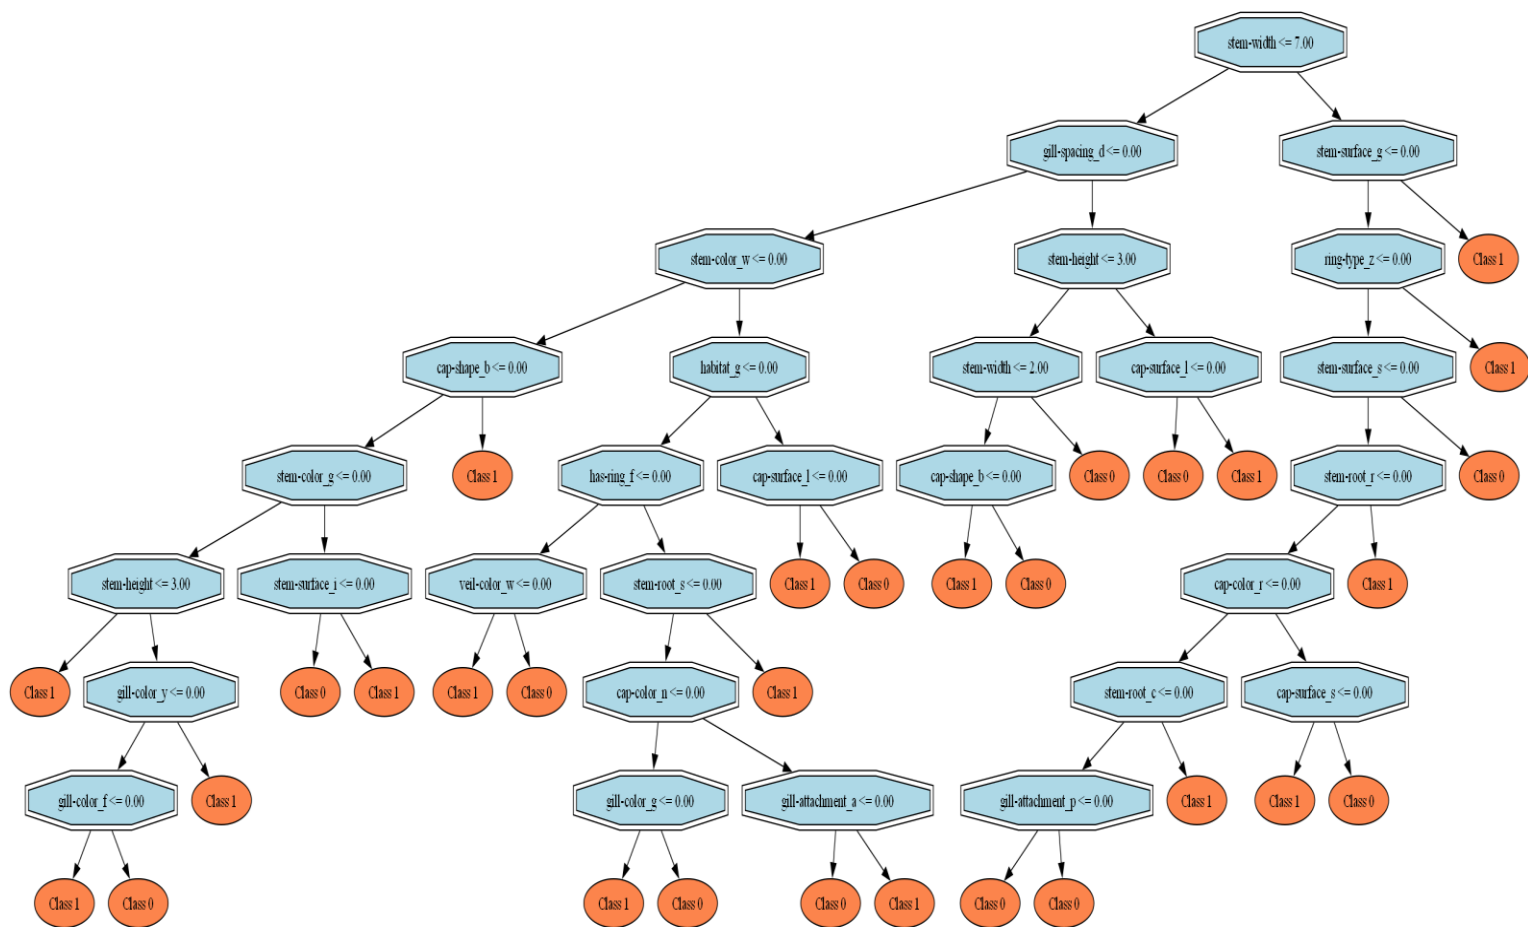 stem-width <= 7.00
gill-spacing_d <= 0.00
stem-surface_g <= 0.00
stem-color_w <= 0.00
stem-height <= 3.00
ring-type_z <= 0.00
Class 1
cap-shape_b <= 0.00
habitat_g <= 0.00
stem-width <= 2.00
cap-surface_l <= 0.00
stem-surface_s <= 0.00
Class 1
stem-color_g <= 0.00
Class 1
has-ring_f <= 0.00
cap-surface_l <= 0.00
cap-shape_b <= 0.00
Class 0
Class 0
Class 1
stem-root_r <= 0.00
Class 0
stem-height <= 3.00
stem-surface_i <= 0.00
veil-color_w <= 0.00
stem-root_s <= 0.00
Class 1
Class 0
Class 1
Class 0
cap-color_r <= 0.00
Class 1
Class 1
gill-color_y <= 0.00
Class 0
Class 1
Class 1
Class 0
cap-color_n <= 0.00
Class 1
stem-root_c <= 0.00
cap-surface_s <= 0.00
gill-color_f <= 0.00
Class 1
gill-color_g <= 0.00
gill-attachment_a <= 0.00
gill-attachment_p <= 0.00
Class 1
Class 1
Class 0
Class 1
Class 0
Class 1
Class 0
Class 0
Class 1
Class 0
Class 0